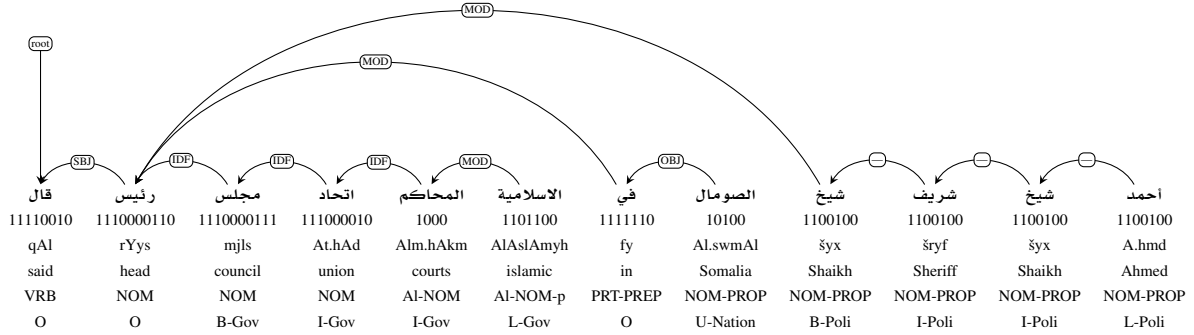 MOD
root
MOD
SBJ IDF IDF IDF MOD OBJ — — —
قال رئيس مجلس اتحاد المحاكم الاسلامية في الصومال شيخ شريف شيخ أحمد
11110010 1110000110 1110000111 111000010 1000 1101100 1111110 10100 1100100 1100100 1100100 1100100
qAl rYys mjls At.hAd Alm.hAkm AlAslAmyh fy Al.swmAl šyx šryf šyx A.hmd
said head council union courts islamic in Somalia Shaikh Sheriff Shaikh Ahmed
VRB NOM NOM NOM Al-NOM Al-NOM-p PRT-PREP NOM-PROP NOM-PROP NOM-PROP NOM-PROP NOM-PROP
O O B-Gov I-Gov I-Gov L-Gov O U-Nation B-Poli I-Poli I-Poli L-Poli